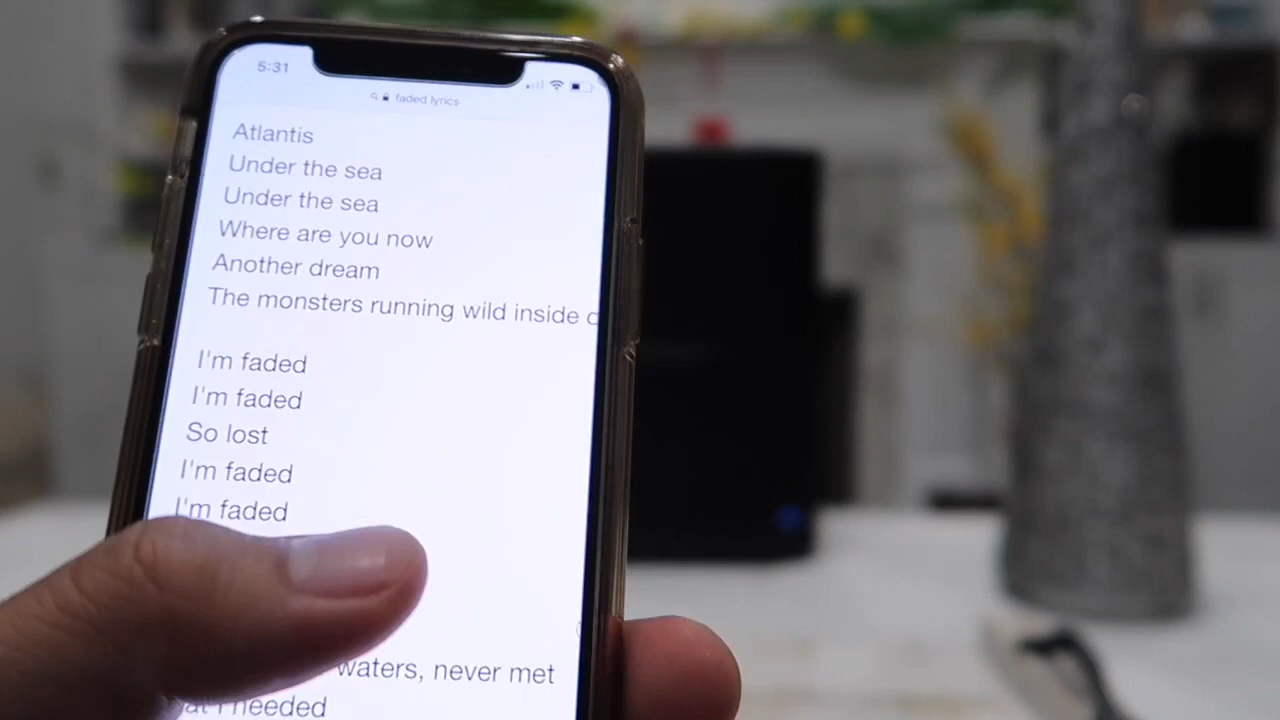 5:31
faded lyrics
Atlantis
Under the sea
Under the sea
Where are you now
Another dream
The monsters running wild inside
I'm faded
I'm faded
So lost
I'm faded
I'm faded
waters, never met
I needed